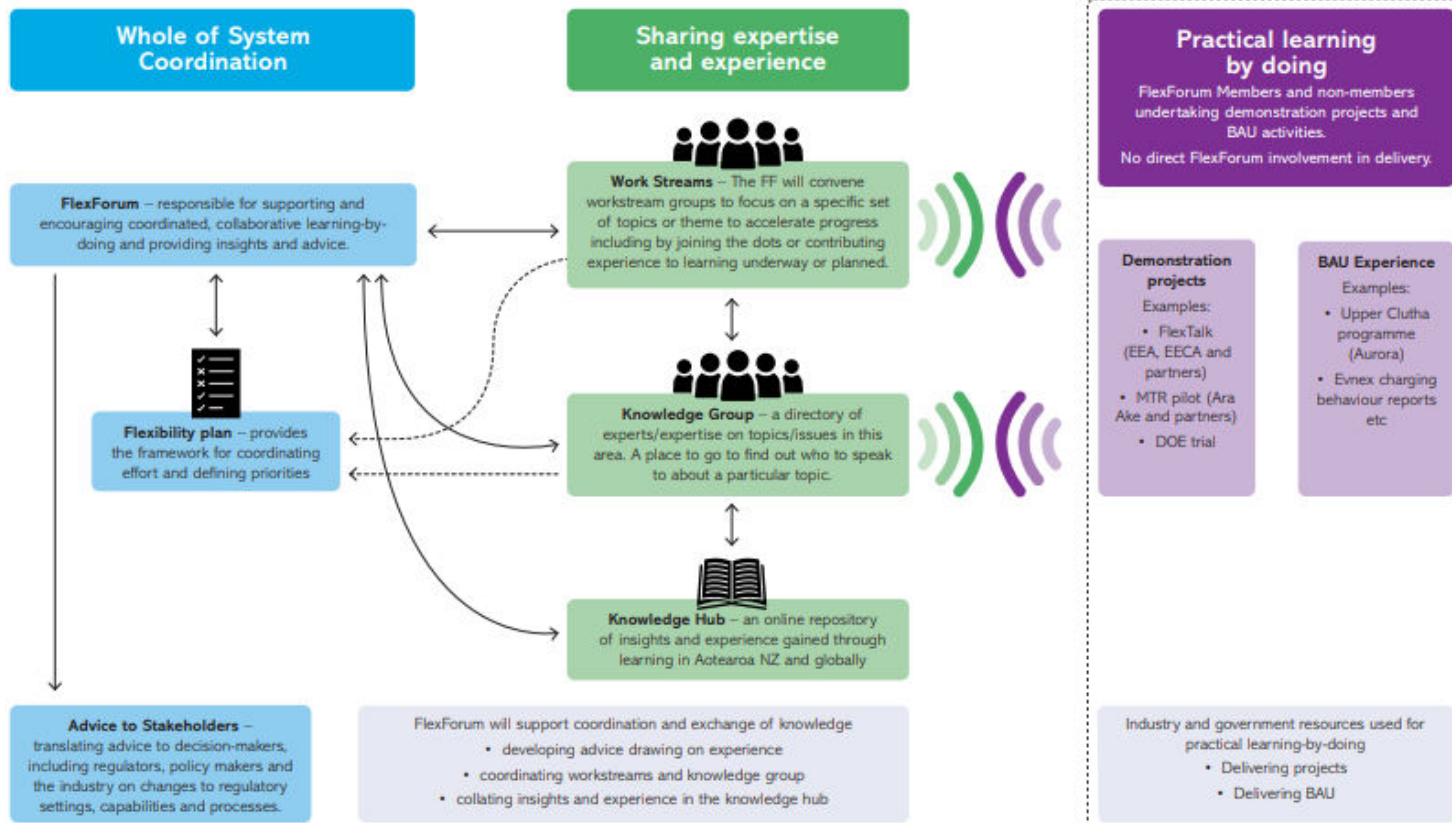 Whole of System
Coordination
Sharing expertise
and experience
Practical learning
by doing
FlexForum Members and non-members
undertaking demonstration projects and
BAU activities.
No direct FlexForum involvement in delivery.
FlexForum – responsible for supporting and
encouraging coordinated, collaborative learning-by-
doing and providing insights and advice.
Work Streams – The FF will convene
workstream groups to focus on a specific set
of topics or theme to accelerate progress
including by joining the dots or contributing
experience to learning underway or planned.
Demonstration
projects
Examples:
• FlexTalk
(EEA, EECA and
partners)
• MTR pilot (Ara
Ake and partners)
• DOE trial
BAU Experience
Examples:
• Upper Clutha
programme
(Aurora)
• Evnex charging
behaviour reports
etc
Flexibility plan – provides
the framework for coordinating
effort and defining priorities
Knowledge Group – a directory of
experts/expertise on topics/issues in this
area. A place to go to find out who to speak
to about a particular topic.
Knowledge Hub – an online repository
of insights and experience gained through
learning in Aotearoa NZ and globally
Advice to Stakeholders –
translating advice to decision-makers,
including regulators, policy makers and
the industry on changes to regulatory
settings, capabilities and processes.
FlexForum will support coordination and exchange of knowledge
• developing advice drawing on experience
• coordinating workstreams and knowledge group
• collating insights and experience in the knowledge hub
Industry and government resources used for
practical learning-by-doing
• Delivering projects
• Delivering BAU